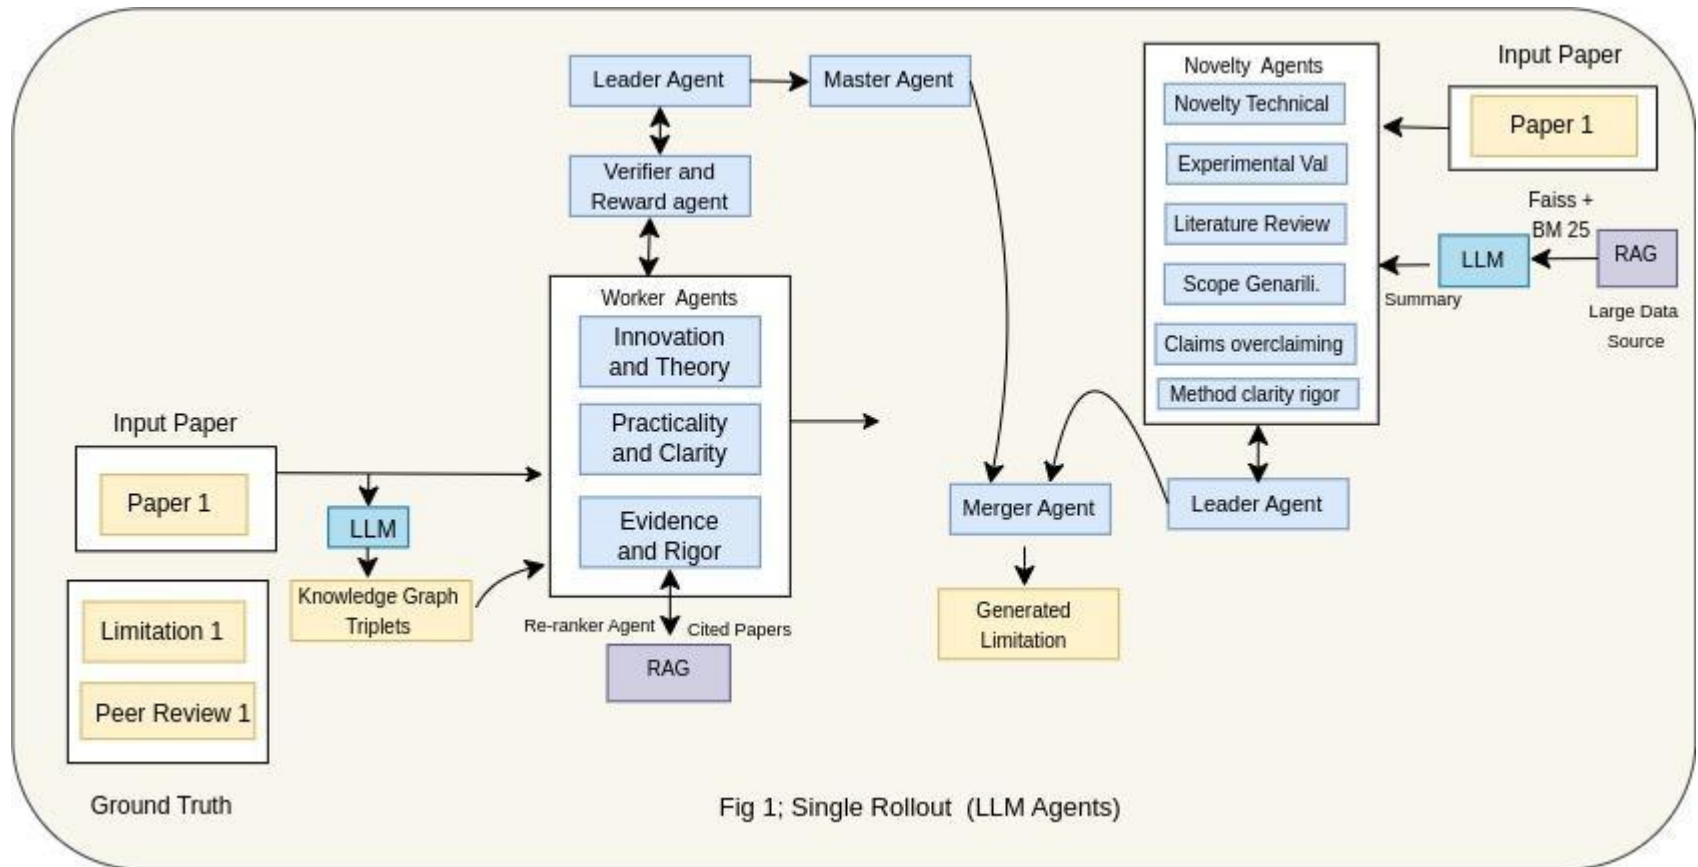 Leader Agent
Master Agent
Verifier and
Reward agent
Worker Agents
Innovation
and Theory
Practicality
and Clarity
Evidence
and Rigor
Re-ranker Agent
Cited Papers
RAG
Input Paper
Paper 1
LLM
Knowledge Graph
Triplets
Limitation 1
Peer Review 1
Ground Truth
Novelty Agents
Novelty Technical
Experimental Val
Literature Review
Scope Genarili.
Claims overclaiming
Method clarity rigor
Input Paper
Paper 1
Faiss +
BM 25
LLM
RAG
Summary
Large Data
Source
Merger Agent
Leader Agent
Generated
Limitation
Fig 1; Single Rollout (LLM Agents)